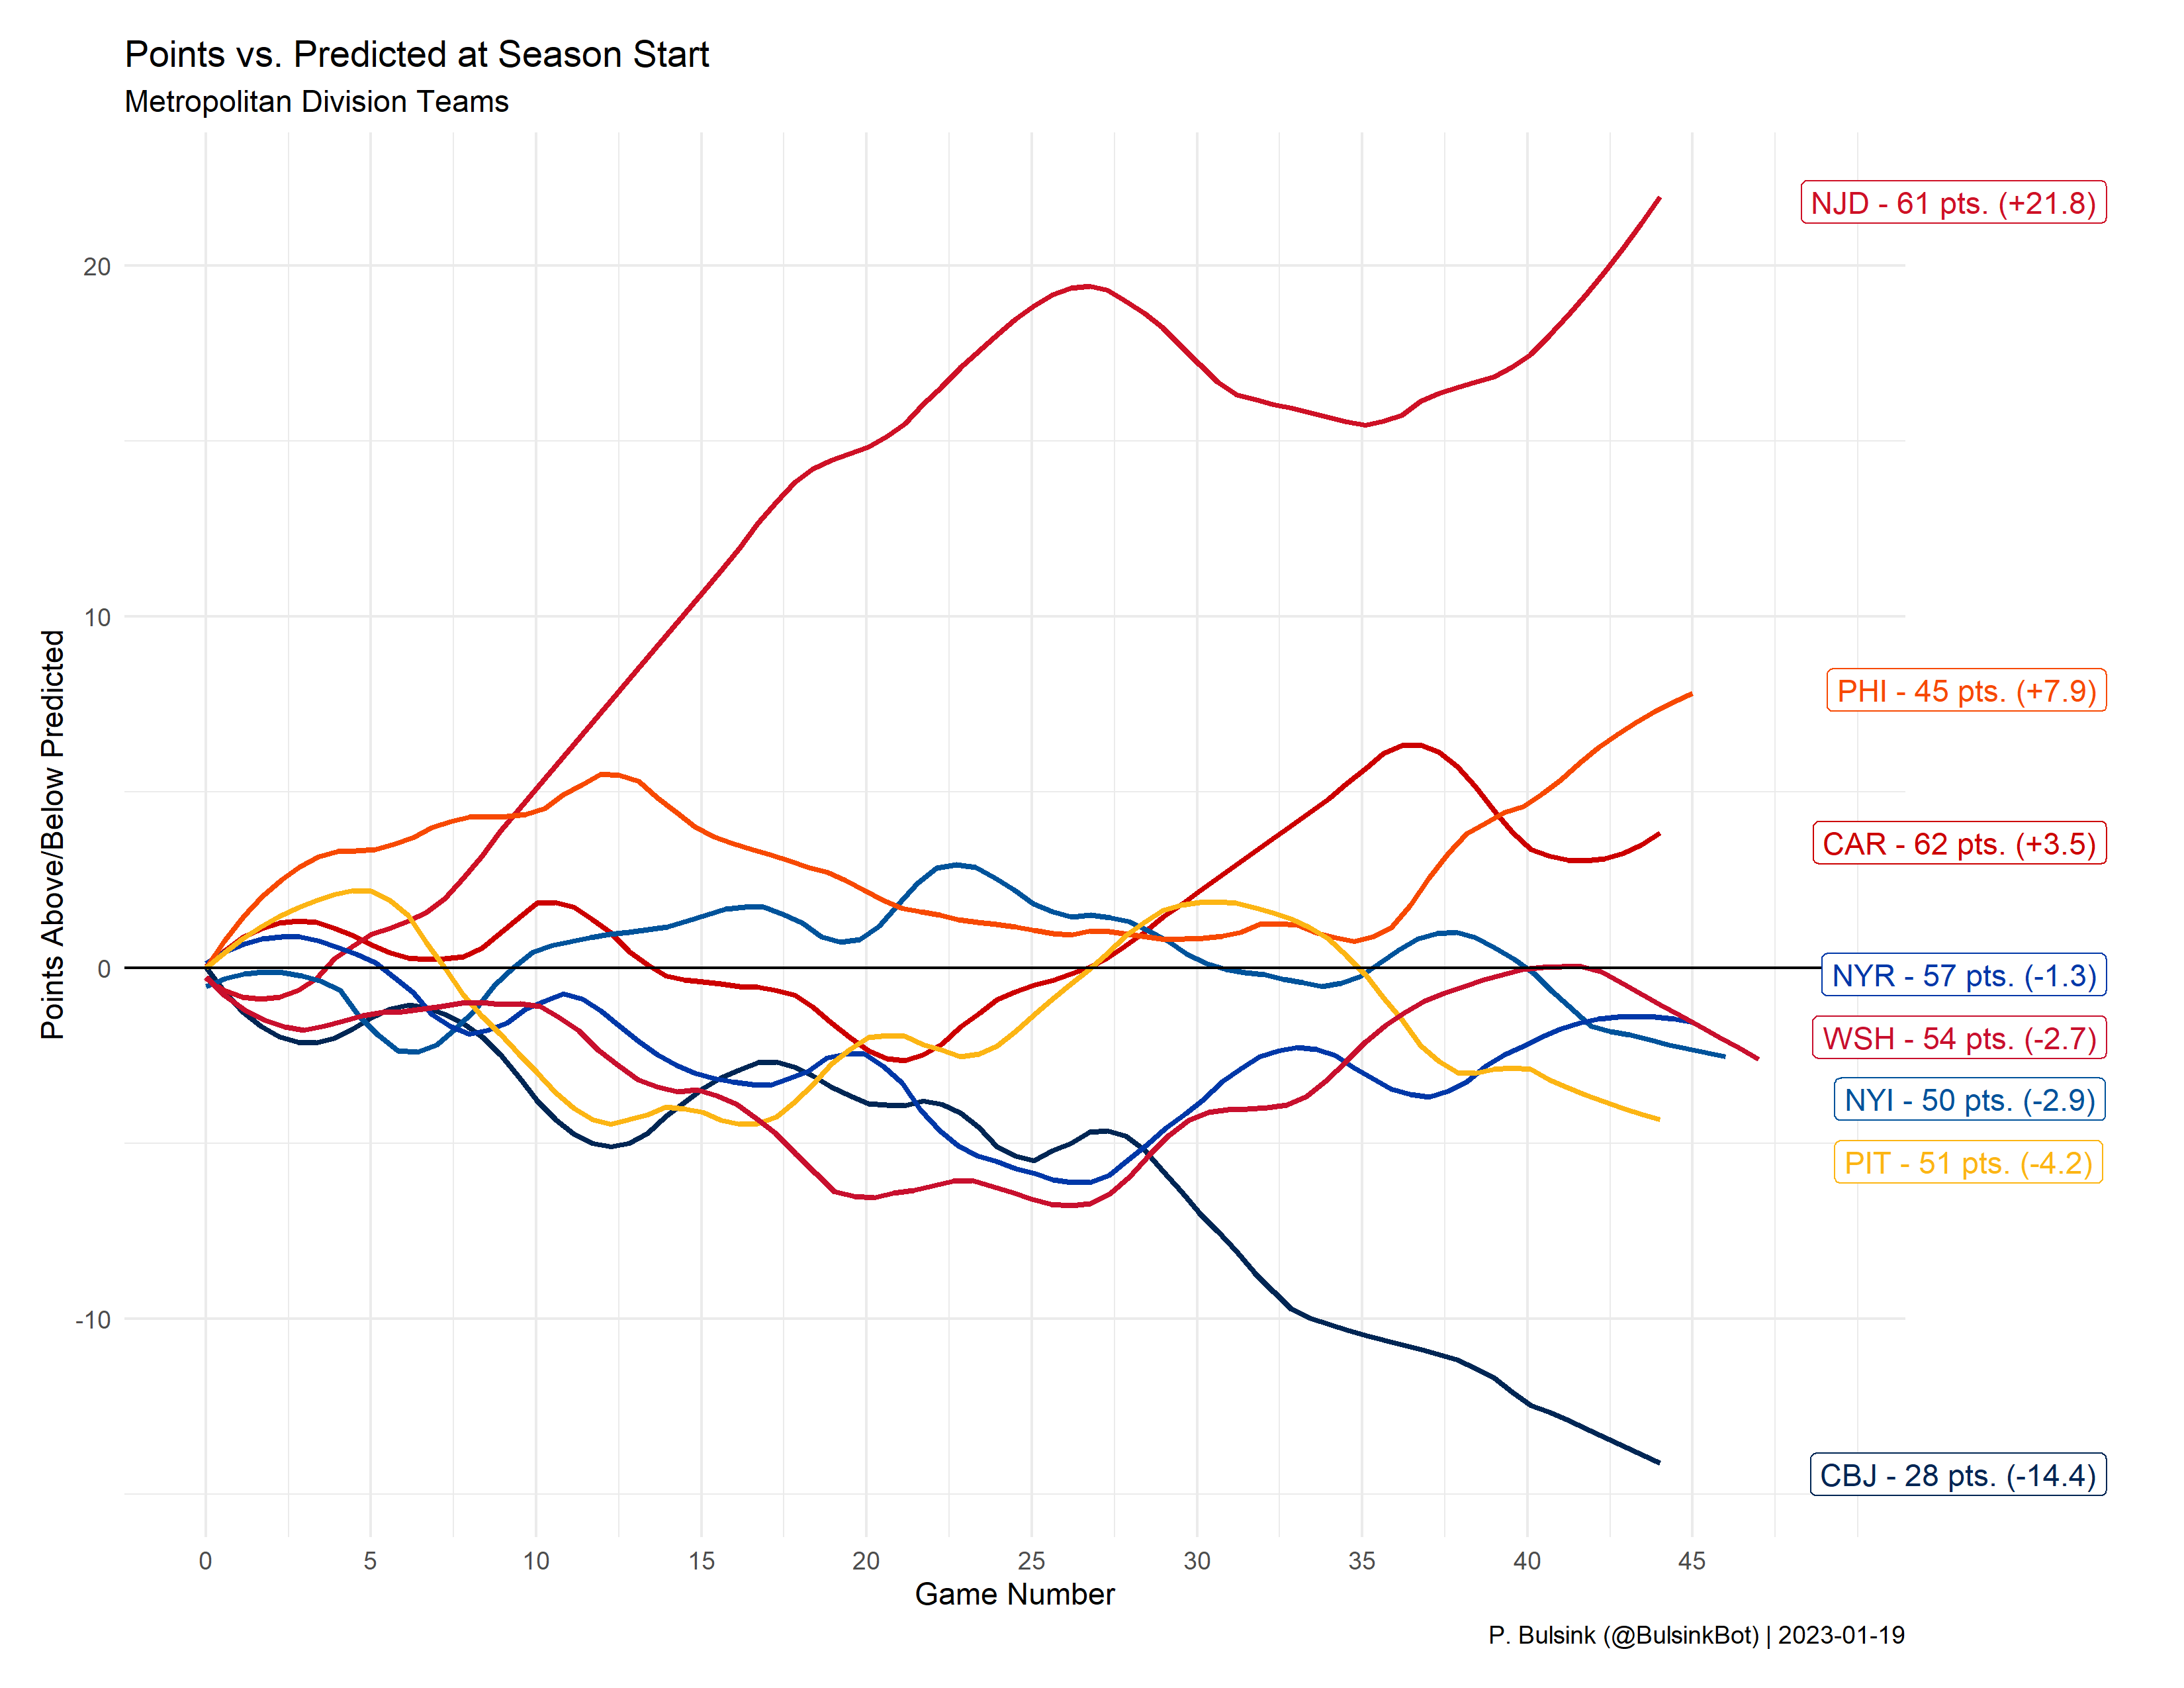 Points vs. Predicted at Season Start
Metropolitan Division Teams
Points Above/Below Predicted
20
10
0
-10
NJD - 61 pts. (+21.8)
PHI - 45 pts. (+7.9)
CAR - 62 pts. (+3.5)
NYR - 57 pts. (-1.3)
WSH - 54 pts. (-2.7)
NYI - 50 pts. (-2.9)
PIT - 51 pts. (-4.2)
CBJ - 28 pts. (-14.4)
0 5 10 15 20 25 30 35 40 45
Game Number
P. Bulsink (@BulsinkBot) | 2023-01-19